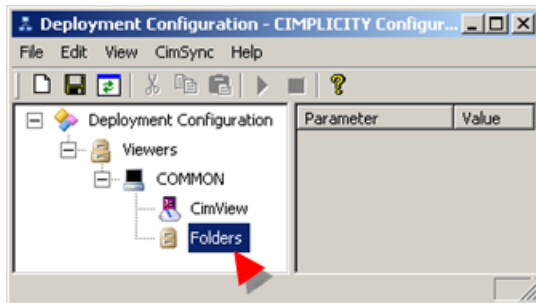 Deployment Configuration - CIMPLICITY Configur...
File Edit View CimSync Help
Deployment Configuration
Viewers
COMMON
CimView
Folders
Parameter Value